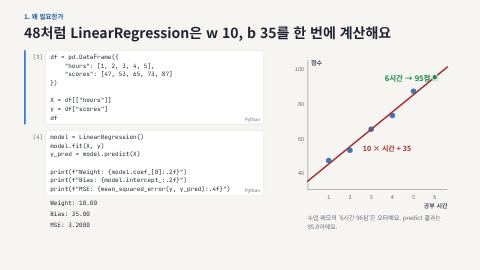 1. 왜 필요한가
48처럼 LinearRegression은 w 10, b 35를 한 번에 계산해요
[3]
df = pd.DataFrame({
"hours": [1, 2, 3, 4, 5],
"scores": [47, 53, 65, 73, 87]
})
X = df[["hours"]]
y = df["scores"]
df
Python
[4]
model = LinearRegression()
model.fit(X, y)
y_pred = model.predict(X)
print(f"Weight: {model.coef_[0]:.2f}")
print(f"Bias: {model.intercept_:.2f}")
print(f"MSE: {mean_squared_error(y, y_pred):.4f}")
Python
Weight: 10.00
Bias: 35.00
MSE: 3.2000
점수
100
80
60
40
6시간 → 95점
10 × 시간 + 35
1 2 3 4 5 6
공부 시간
수업 메모의 '6시간 96점'은 오타예요. predict 결과는
95.0이에요.